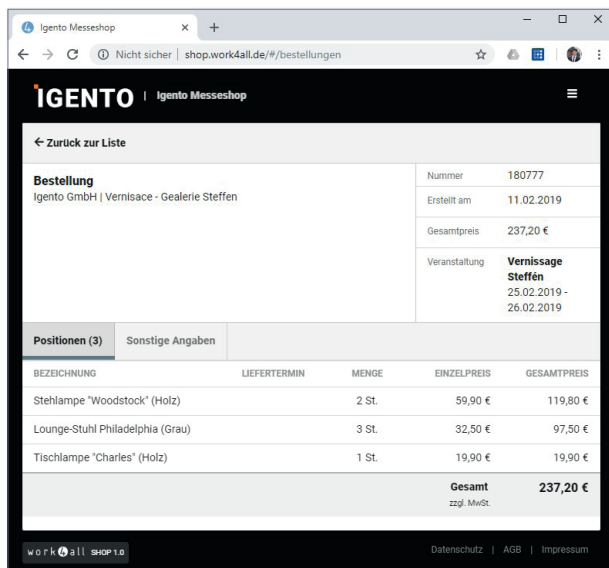 Igento Messeshop
Nicht sicher | shop.work4all.de/#/bestellungen
IGENTO | Igento Messeshop
← Zurück zur Liste
Bestellung
Igento GmbH | Vernisace - Gealerie Steffen
Nummer 180777
Erstellt am 11.02.2019
Gesamtpreis 237,20 €
Veranstaltung Vernissage
Steffén
25.02.2019 -
26.02.2019
Positionen (3) Sonstige Angaben
BEZEICHNUNG LIEFERTERMIN MENGE EINZELPREIS GESAMTPREIS
Stehlampe "Woodstock" (Holz) 2 St. 59,90 € 119,80 €
Lounge-Stuhl Philadelphia (Grau) 3 St. 32,50 € 97,50 €
Tischlampe "Charles" (Holz) 1 St. 19,90 € 19,90 €
Gesamt 237,20 €
zzgl. MwSt.
work4all SHOP 1.0 Datenschutz | AGB | Impressum